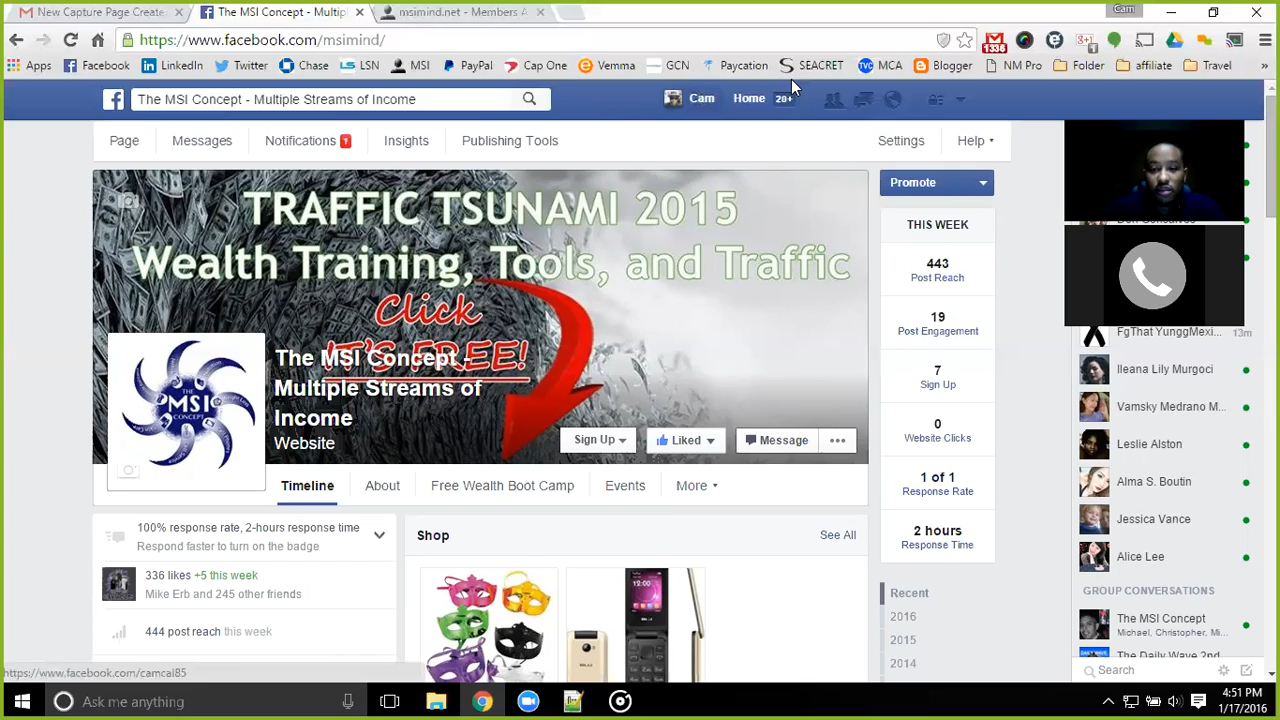 New Capture Page Create
The MSI Concept - Multipl
msimind.net - Members A
Cam
https://www.facebook.com/msimind/
1336
Apps
Facebook
LinkedIn
Twitter
Chase
LSN
MSI
PayPal
Cap One
Vemma
GCN
Paycation
SEACRET
MCA
Blogger
NM Pro
Folder
affiliate
Travel
»
The MSI Concept - Multiple Streams of Income
Cam
Home
20+
Page
Messages
Notifications 1
Insights
Publishing Tools
Settings
Help
TRAFFIC TSUNAMI 2015
Wealth Training, Tools, and Traffic
Click
IT'S FREE!
THE
MSI
CONCEPT
The MSI Concept -
Multiple Streams of
Income
Website
Sign Up
Liked
Message
Timeline
About
Free Wealth Boot Camp
Events
More
Promote
THIS WEEK
443
Post Reach
19
Post Engagement
7
Sign Up
0
Website Clicks
1 of 1
Response Rate
2 hours
Response Time
100% response rate, 2-hours response time
Respond faster to turn on the badge
336 likes +5 this week
Mike Erb and 245 other friends
444 post reach this week
Shop
See All
12:00
Recent
2016
2015
2014
FgThat YunggMexi...
13m
Ileana Lily Murgoci
Vamsky Medrano M...
Leslie Alston
Alma S. Boutin
Jessica Vance
Alice Lee
GROUP CONVERSATIONS
The MSI Concept
Michael, Christopher, Mi...
The Daily Wave 2nd
Search
https://www.facebook.com/camcal85
Ask me anything
4:51 PM
1/17/2016